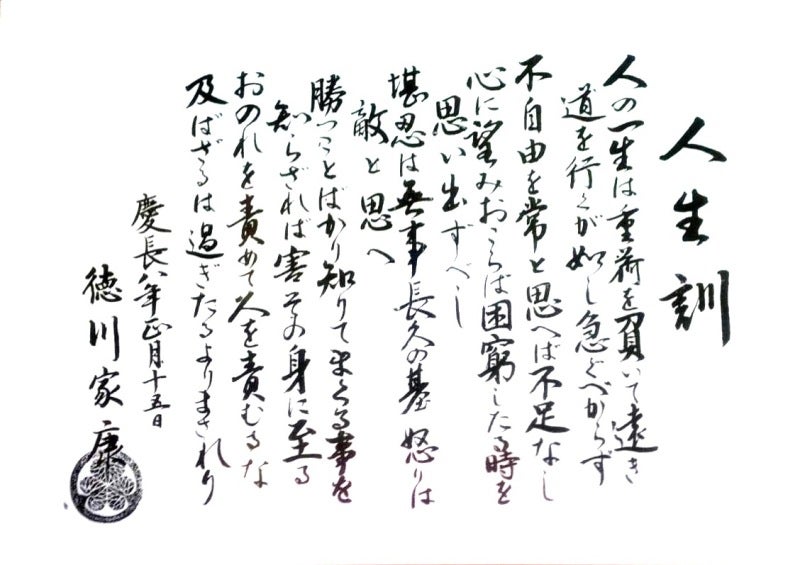 人生訓
人の一生は重荷を負いて遠き
道を行くが如し急ぐべからず
不自由を常と思へば不足なし
心に望みおこらば困窮したる時を
思い出すべし
堪忍は無事長久の基怒りは
敵と思へ
勝つことばかり知りてまくる事を
知らざれば害その身に至る
おのれを責めて人を責むるな
及ばざるは過ぎたるよりまされり
慶長八年正月十五日
徳川家康